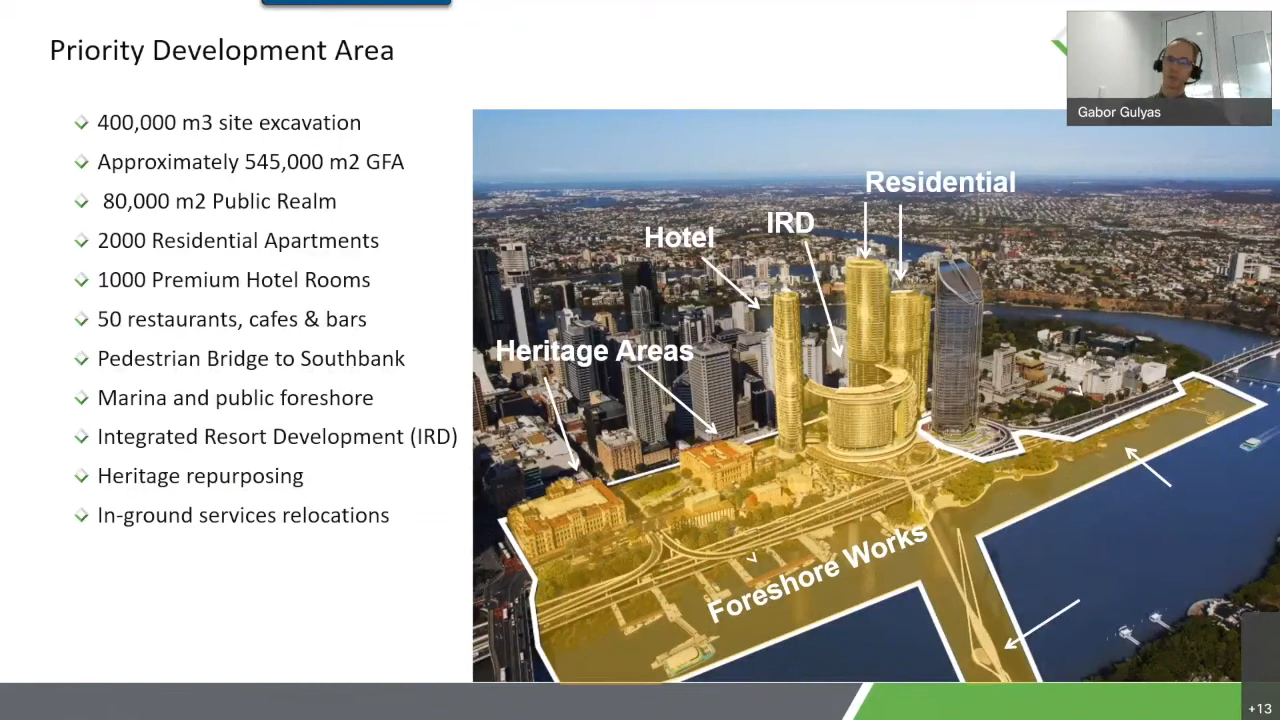 Priority Development Area
Gabor Gulyas
400,000 m3 site excavation
Approximately 545,000 m2 GFA
80,000 m2 Public Realm
2000 Residential Apartments
1000 Premium Hotel Rooms
50 restaurants, cafes & bars
Pedestrian Bridge to Southbank
Marina and public foreshore
Integrated Resort Development (IRD)
Heritage repurposing
In-ground services relocations
Residential
IRD
Hotel
Heritage Areas
Foreshore Works
+13